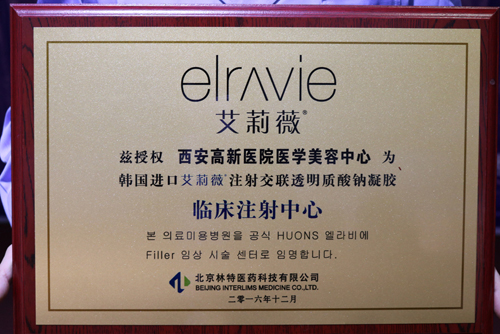 elravie
艾莉薇®
兹授权 西安高新医院医学美容中心 为
韩国进口艾莉薇®注射交联透明质酸钠凝胶
临床注射中心
본 의료미용병원을 공식 HUONS 엘라비에
Filler 임상 시술 센터로 임명합니다.
北京林特医药科技有限公司
BEIJING INTERLIMS MEDICINE CO.,LTD.
二零一六年十二月